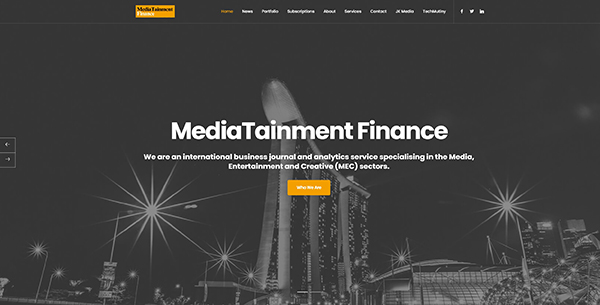 MediaTainment
Finance
Home News Portfolio Subscriptions About Services Contact JK Media TechMutiny
MediaTainment Finance
We are an international business journal and analytics service specialising in the Media,
Entertainment and Creative (MEC) sectors.
Who We Are